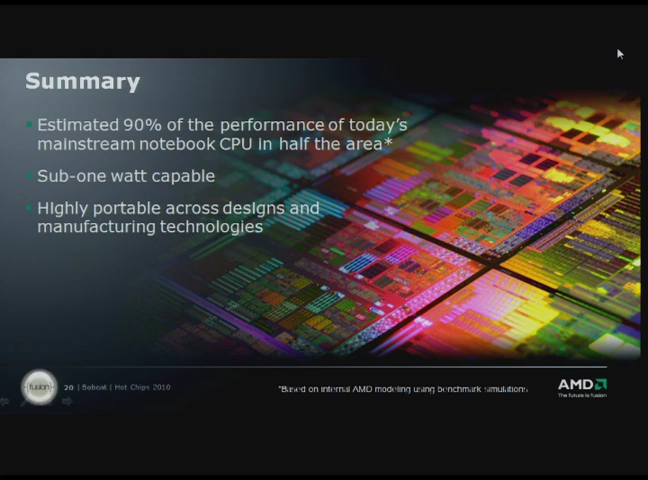 Summary
Estimated 90% of the performance of today's
mainstream notebook CPU in half the area*
Sub-one watt capable
Highly portable across designs and
manufacturing technologies
fusion
20 | Bobcat | Hot Chips 2010
*Based on internal AMD modeling using benchmark simulations
AMD
The future is fusion